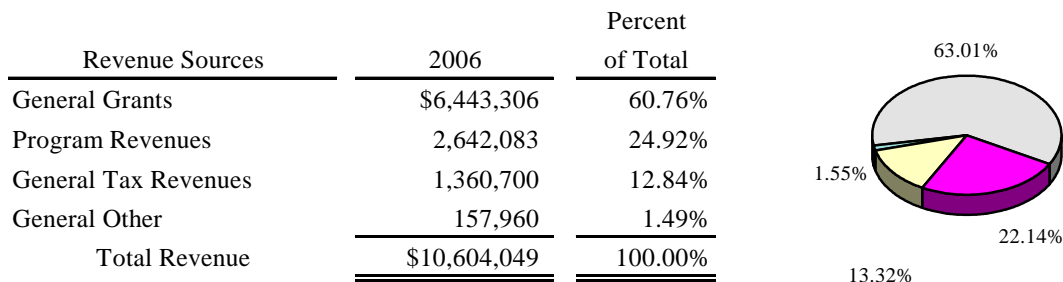 Percent
Revenue Sources 2006 of Total
General Grants $6,443,306 60.76%
Program Revenues 2,642,083 24.92%
General Tax Revenues 1,360,700 12.84%
General Other 157,960 1.49%
Total Revenue $10,604,049 100.00%
63.01%
1.55%
22.14%
13.32%